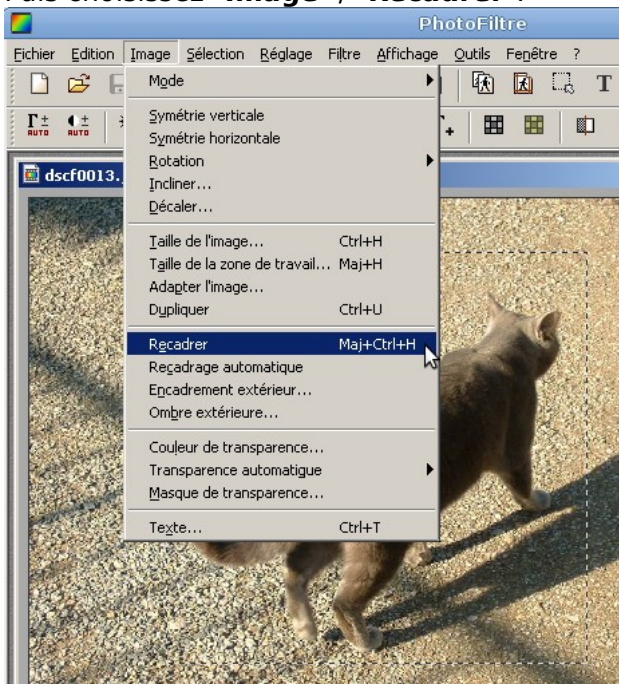 Puis choisissez "Image" / "Recadrer".
PhotoFiltre
Fichier Edition Image Sélection Réglage Filtre Affichage Outils Fenêtre ?
T
AUTO AUTO
dscf0013.
Mode
Symétrie verticale
Symétrie horizontale
Rotation
Incliner...
Décaler...
Taille de l'image... Ctrl+H
Taille de la zone de travail... Maj+H
Adapter l'image...
Dupliquer Ctrl+U
Recadrer Maj+Ctrl+H
Recadrage automatique
Encadrement extérieur...
Ombre extérieure...
Couleur de transparence...
Transparence automatique
Masque de transparence...
Texte... Ctrl+T